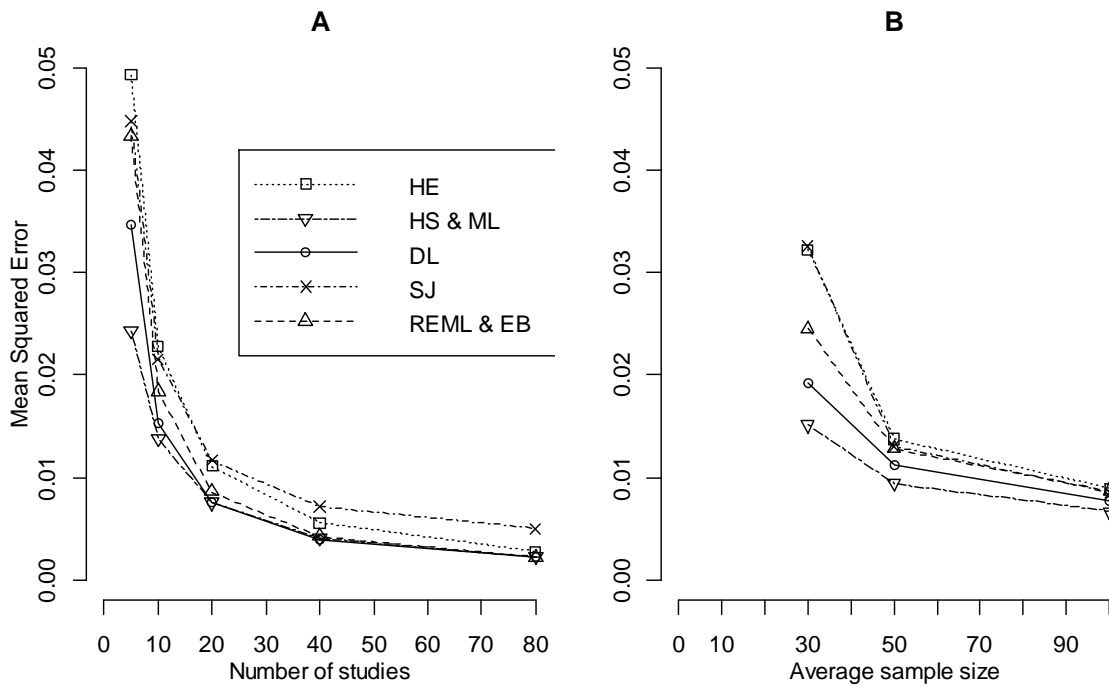 A
Mean Squared Error
0.05
0.04
0.03
0.02
0.01
0.00
HE
HS & ML
DL
SJ
REML & EB
0 10 20 30 40 50 60 70 80
Number of studies
B
0.05
0.04
0.03
0.02
0.01
0.00
0 10 30 50 70 90
Average sample size